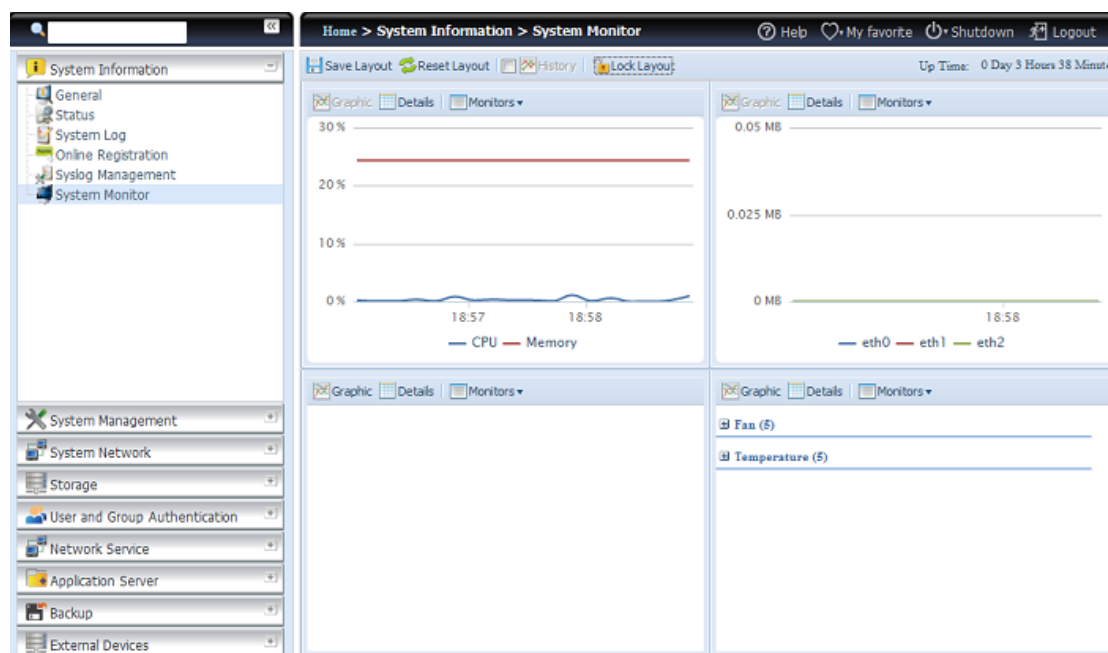 Home > System Information > System Monitor
Help My favorite Shutdown Logout
System Information
General
Status
System Log
Online Registration
Syslog Management
System Monitor
System Management
System Network
Storage
User and Group Authentication
Network Service
Application Server
Backup
External Devices
Save Layout Reset Layout History Lock Layout
Up Time: 0 Day 3 Hours 38 Minute
Graphic Details Monitors
30 %
20 %
10 %
0 %
18:57 18:58
CPU Memory
Graphic Details Monitors
0.05 MB
0.025 MB
0 MB
18:58
eth0 eth1 eth2
Graphic Details Monitors
Graphic Details Monitors
Fan (5)
Temperature (5)